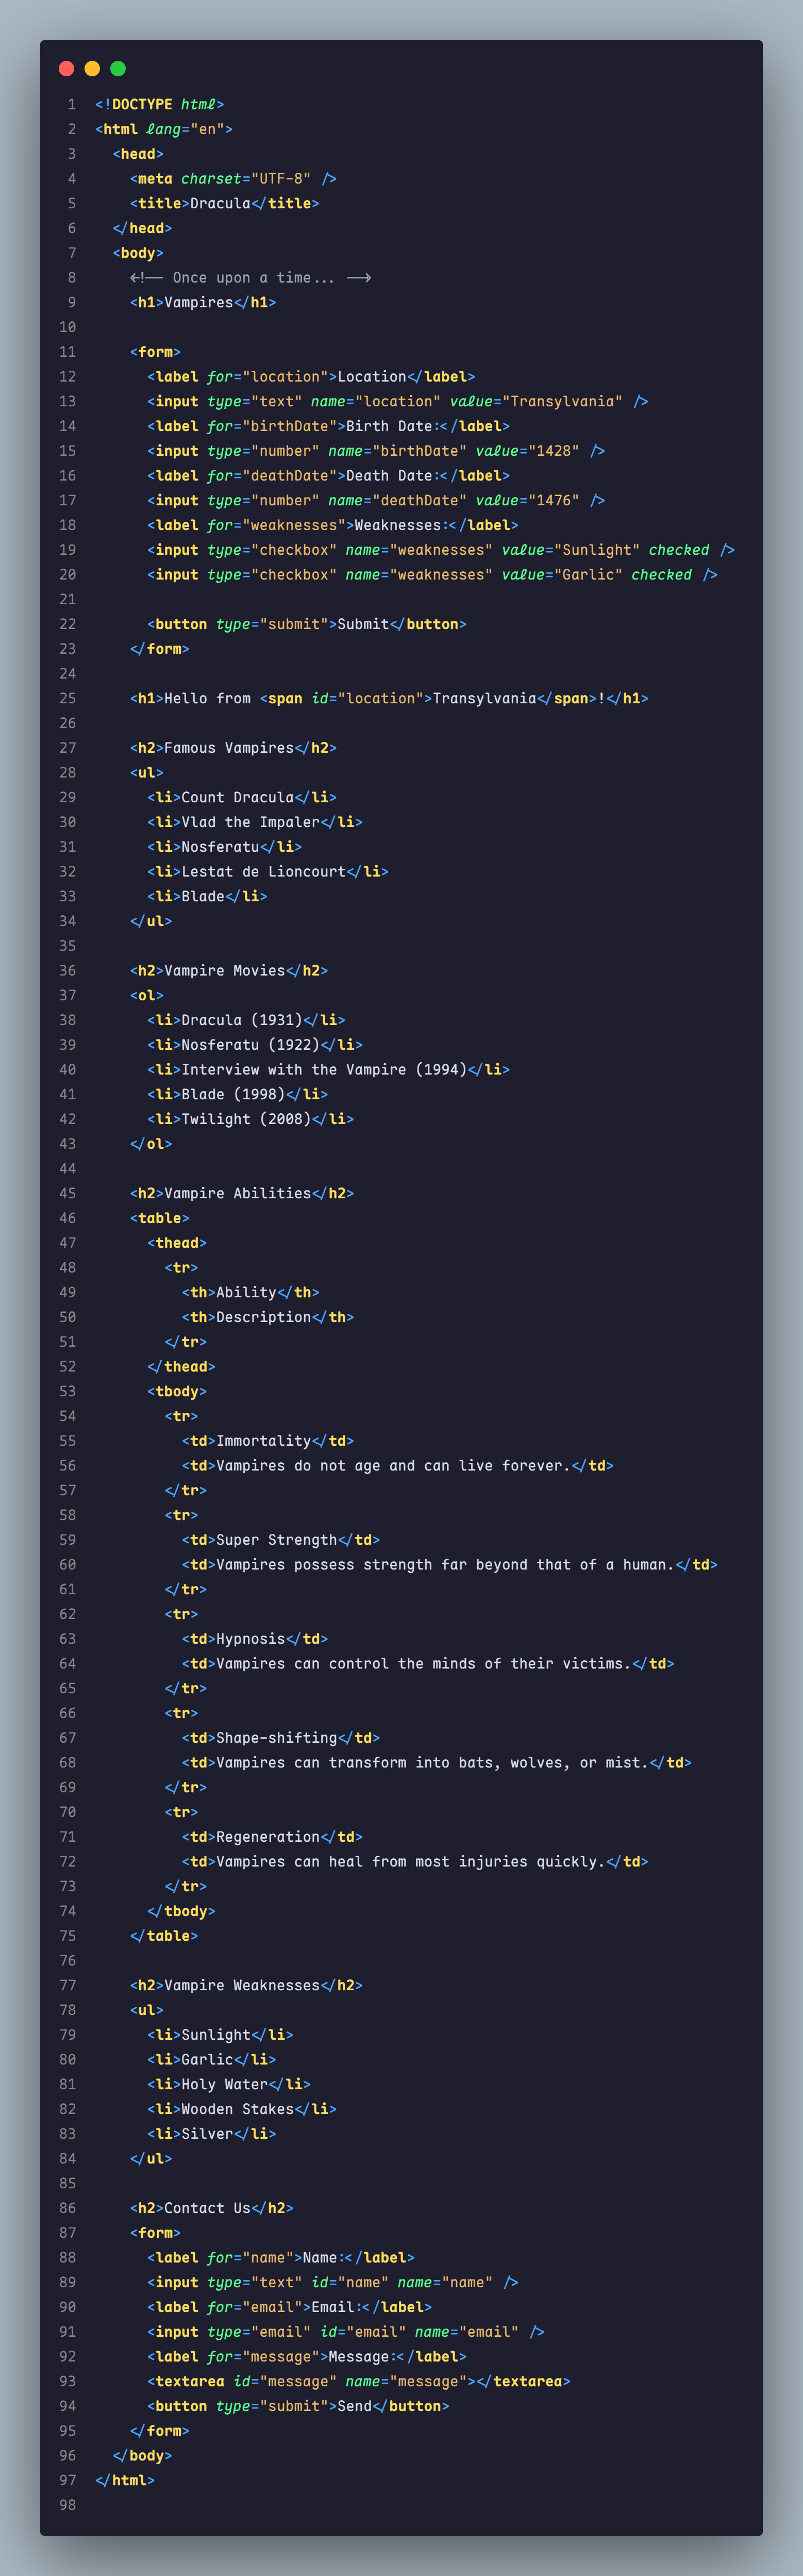 1 <!DOCTYPE html>
2 <html lang="en">
3   <head>
4     <meta charset="UTF-8" />
5     <title>Dracula</title>
6   </head>
7   <body>
8     <!-- Once upon a time... -->
9     <h1>Vampires</h1>
10
11     <form>
12       <label for="location">Location</label>
13       <input type="text" name="location" value="Transylvania" />
14       <label for="birthDate">Birth Date:</label>
15       <input type="number" name="birthDate" value="1428" />
16       <label for="deathDate">Death Date:</label>
17       <input type="number" name="deathDate" value="1476" />
18       <label for="weaknesses">Weaknesses:</label>
19       <input type="checkbox" name="weaknesses" value="Sunlight" checked />
20       <input type="checkbox" name="weaknesses" value="Garlic" checked />
21
22       <button type="submit">Submit</button>
23     </form>
24
25     <h1>Hello from <span id="location">Transylvania</span>!</h1>
26
27     <h2>Famous Vampires</h2>
28     <ul>
29       <li>Count Dracula</li>
30       <li>Vlad the Impaler</li>
31       <li>Nosferatu</li>
32       <li>Lestat de Lioncourt</li>
33       <li>Blade</li>
34     </ul>
35
36     <h2>Vampire Movies</h2>
37     <ol>
38       <li>Dracula (1931)</li>
39       <li>Nosferatu (1922)</li>
40       <li>Interview with the Vampire (1994)</li>
41       <li>Blade (1998)</li>
42       <li>Twilight (2008)</li>
43     </ol>
44
45     <h2>Vampire Abilities</h2>
46     <table>
47       <thead>
48         <tr>
49           <th>Ability</th>
50           <th>Description</th>
51         </tr>
52       </thead>
53       <tbody>
54         <tr>
55           <td>Immortality</td>
56           <td>Vampires do not age and can live forever.</td>
57         </tr>
58         <tr>
59           <td>Super Strength</td>
60           <td>Vampires possess strength far beyond that of a human.</td>
61         </tr>
62         <tr>
63           <td>Hypnosis</td>
64           <td>Vampires can control the minds of their victims.</td>
65         </tr>
66         <tr>
67           <td>Shape-shifting</td>
68           <td>Vampires can transform into bats, wolves, or mist.</td>
69         </tr>
70         <tr>
71           <td>Regeneration</td>
72           <td>Vampires can heal from most injuries quickly.</td>
73         </tr>
74       </tbody>
75     </table>
76
77     <h2>Vampire Weaknesses</h2>
78     <ul>
79       <li>Sunlight</li>
80       <li>Garlic</li>
81       <li>Holy Water</li>
82       <li>Wooden Stakes</li>
83       <li>Silver</li>
84     </ul>
85
86     <h2>Contact Us</h2>
87     <form>
88       <label for="name">Name:</label>
89       <input type="text" id="name" name="name" />
90       <label for="email">Email:</label>
91       <input type="email" id="email" name="email" />
92       <label for="message">Message:</label>
93       <textarea id="message" name="message"></textarea>
94       <button type="submit">Send</button>
95     </form>
96   </body>
97 </html>
98